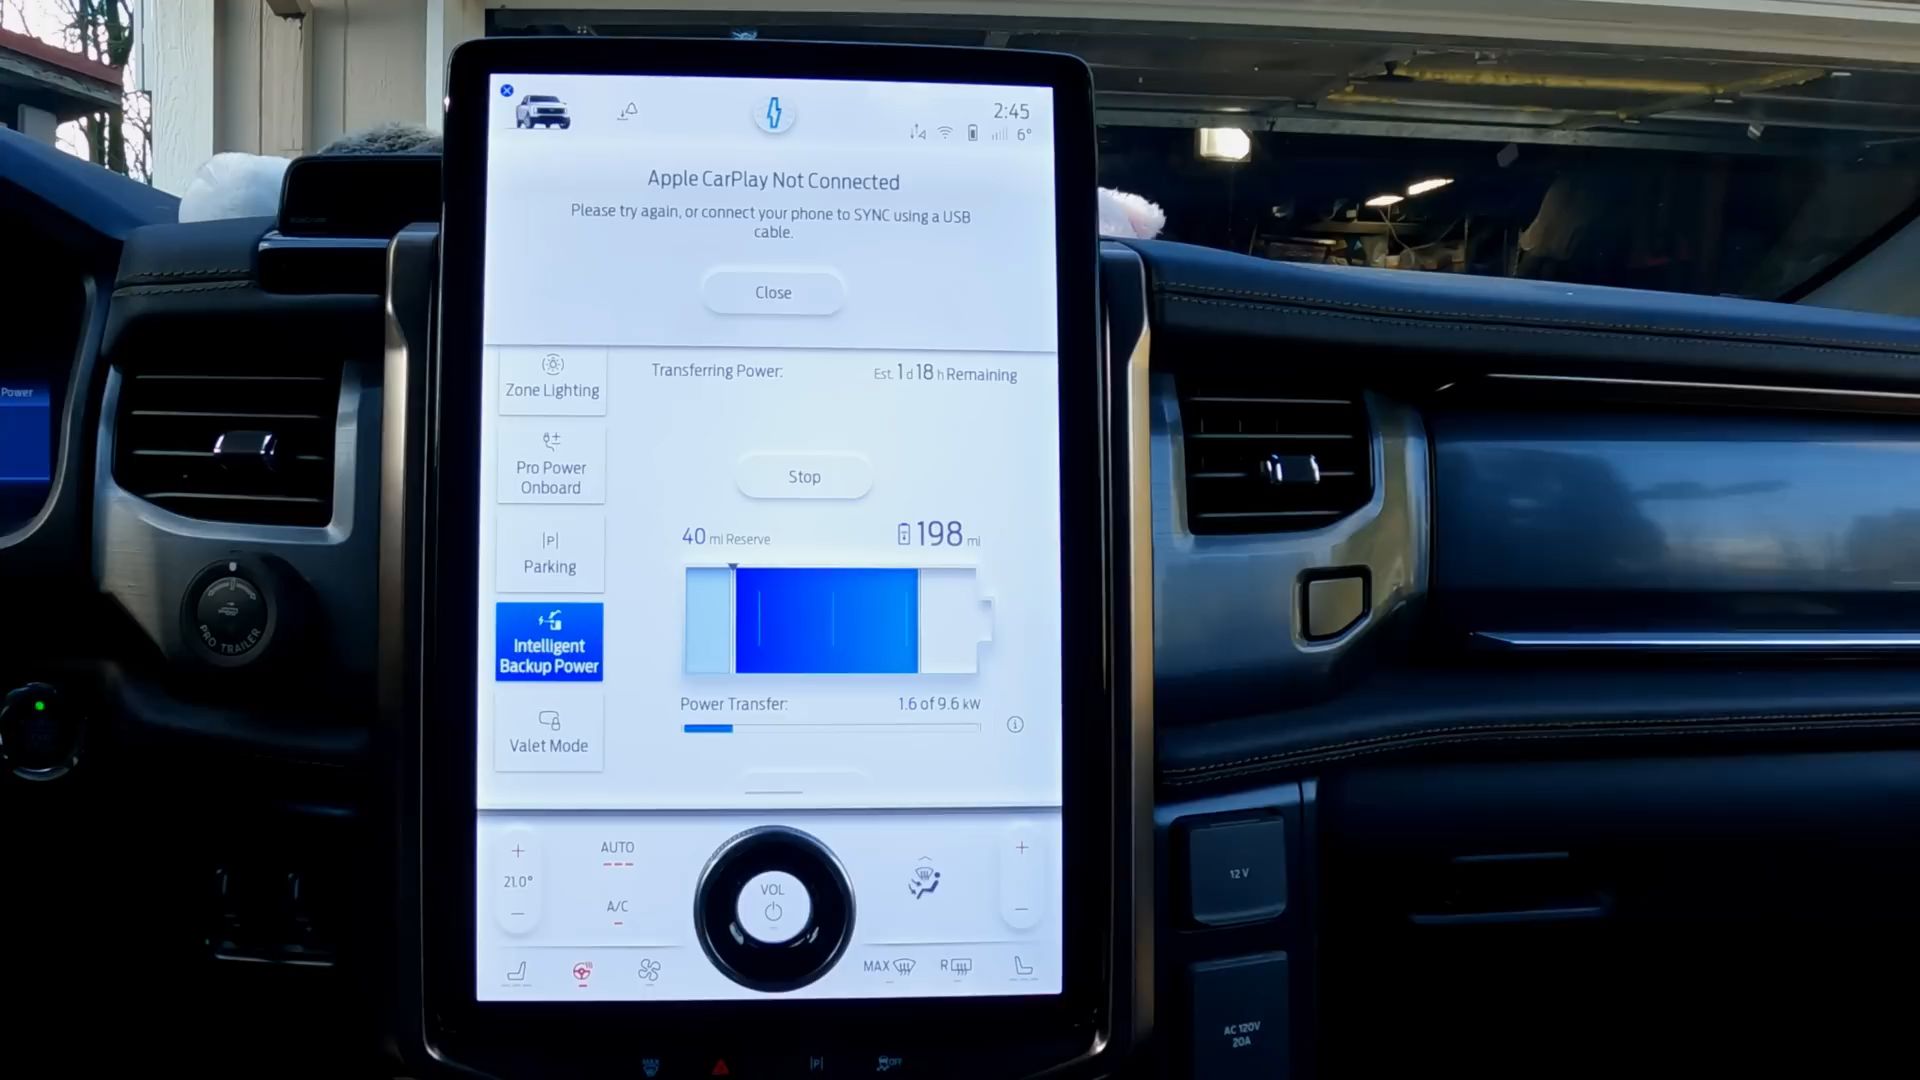 2:45
6°
Apple CarPlay Not Connected
Please try again, or connect your phone to SYNC using a USB
cable.
Close
Power
Zone Lighting
Transferring Power:
Est. 1 d 18 h Remaining
Pro Power
Onboard
Stop
|P|
Parking
40 mi Reserve
198 mi
Intelligent
Backup Power
PRO TRAILER
Power Transfer:
1.6 of 9.6 kW
Valet Mode
AUTO
21.0°
A/C
VOL
12 V
MAX
R
AC 120V
20A
MAX
|P|
OFF